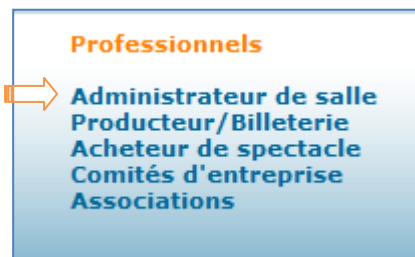 Professionnels
Administrateur de salle
Producteur/Billeterie
Acheteur de spectacle
Comités d'entreprise
Associations